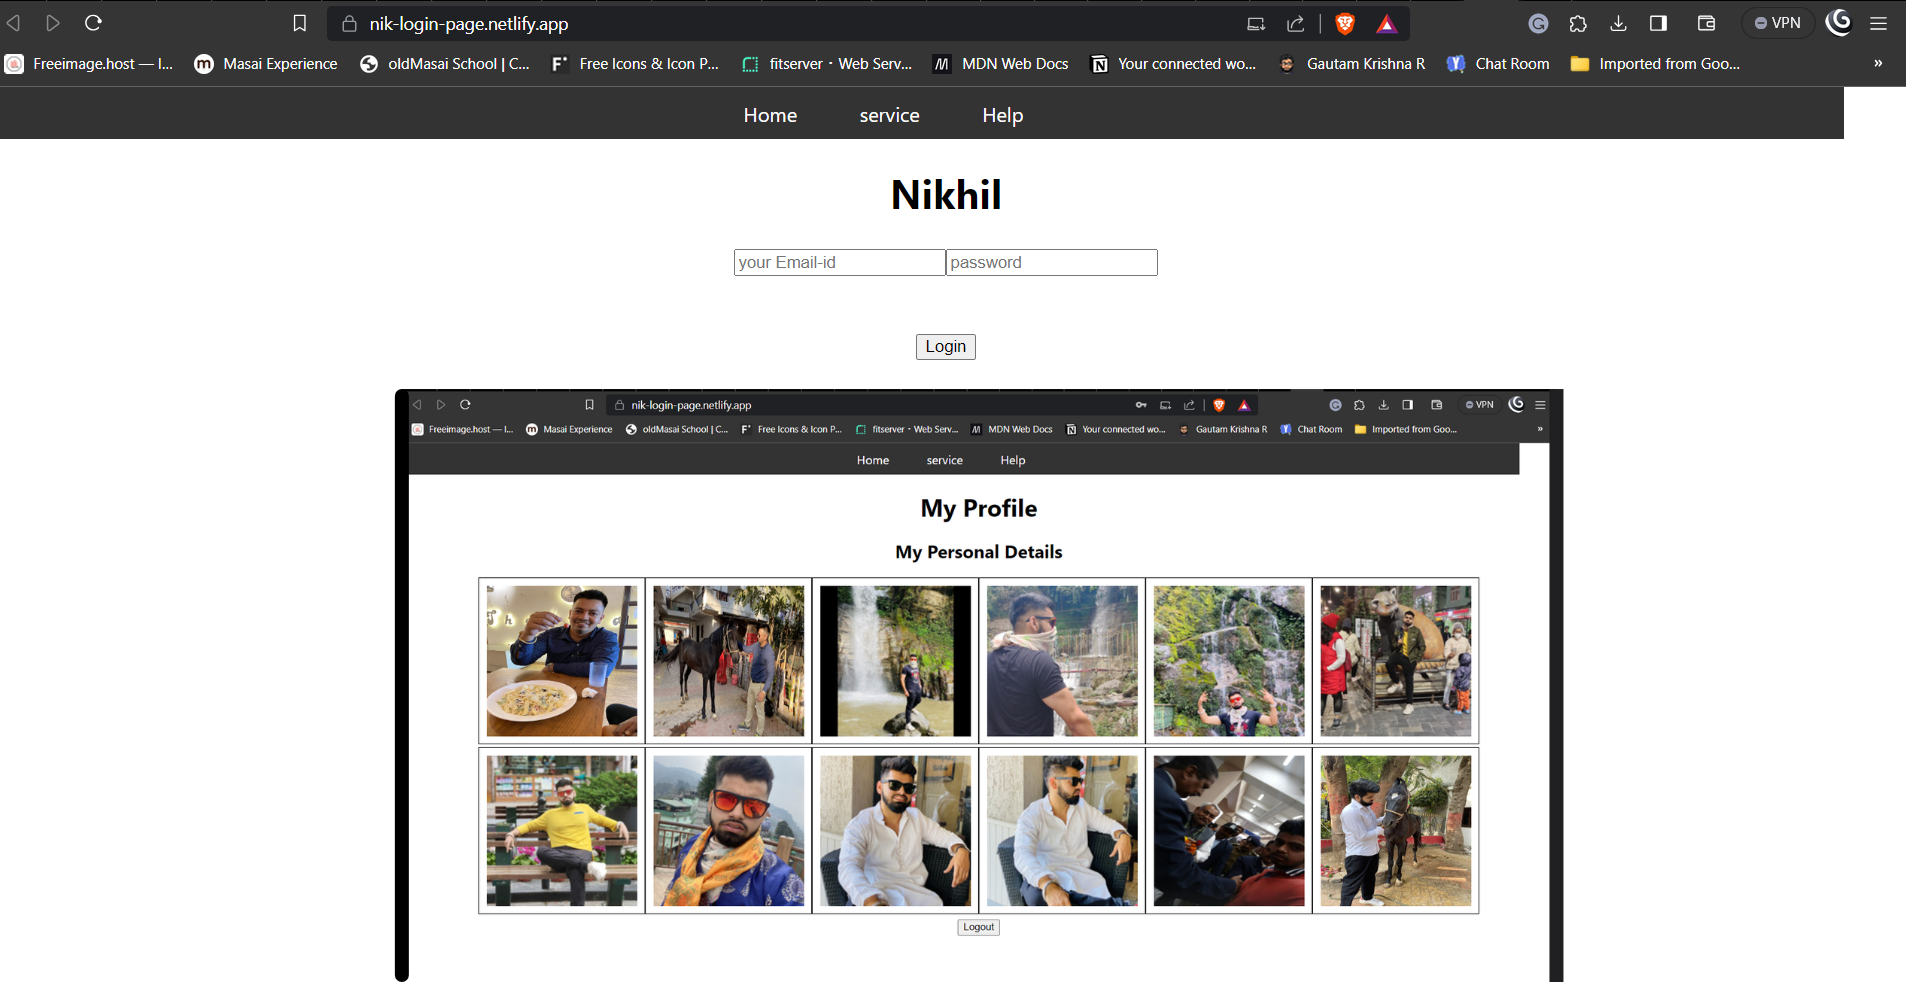 nik-login-page.netlify.app
VPN
Freeimage.host — I...
Masai Experience
oldMasai School | C...
Free Icons & Icon P...
fitserver · Web Serv...
MDN Web Docs
Your connected wo...
Gautam Krishna R
Chat Room
Imported from Goo...
»
Home service Help
Nikhil
your Email-id password
Login
nik-login-page.netlify.app
VPN
Freeimage.host — I...
Masai Experience
oldMasai School | C...
Free Icons & Icon P...
fitserver · Web Serv...
MDN Web Docs
Your connected wo...
Gautam Krishna R
Chat Room
Imported from Goo...
»
Home service Help
My Profile
My Personal Details
Logout